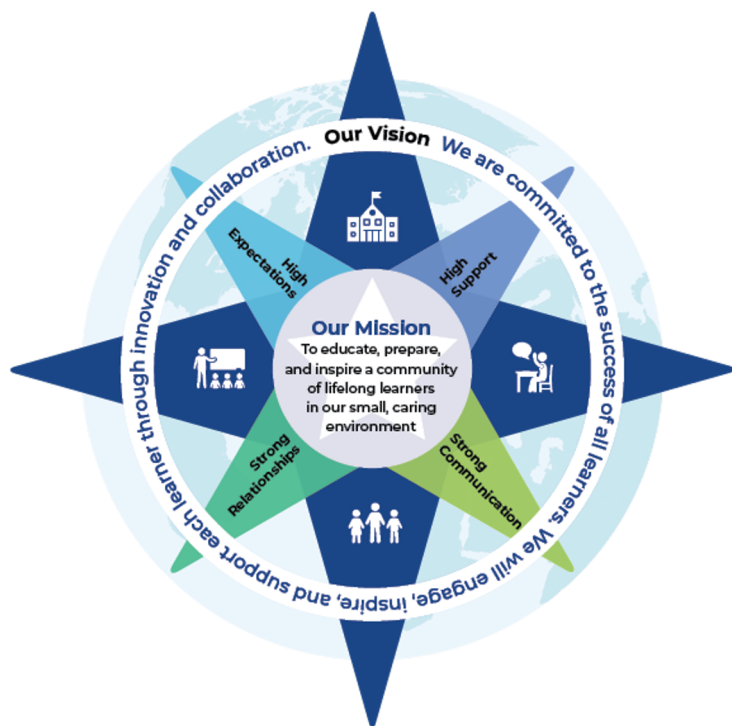 Our Vision We are committed to the success of all learners. We will engage, inspire, and support each learner through innovation and collaboration.
High
Expectations
High
Support
Our Mission
To educate, prepare,
and inspire a community
of lifelong learners
in our small, caring
environment
Strong
Relationships
Strong
Communication